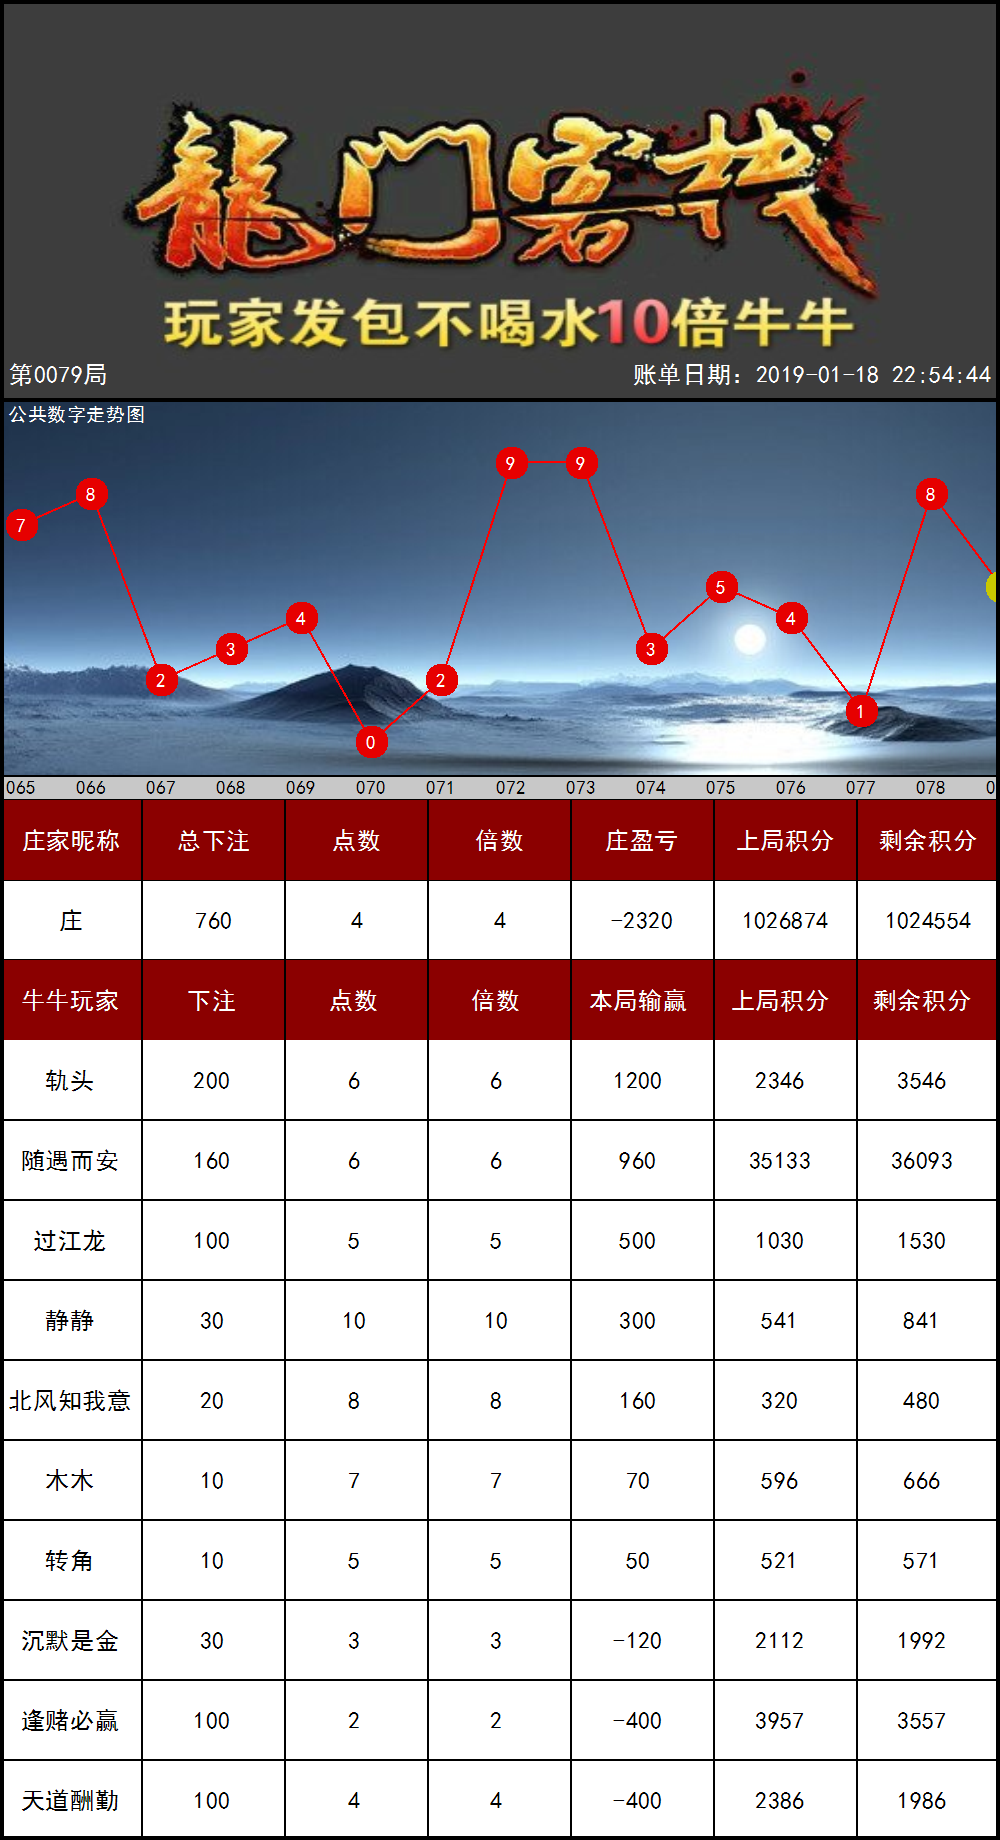 龍门客栈
玩家发包不喝水10倍牛牛
第0079局 账单日期：2019-01-18 22:54:44
公共数字走势图
7 8 2 3 4 0 2 9 9 3 5 4 1 8
065 066 067 068 069 070 071 072 073 074 075 076 077 078 0
庄家昵称 总下注 点数 倍数 庄盈亏 上局积分 剩余积分
庄 760 4 4 -2320 1026874 1024554
牛牛玩家 下注 点数 倍数 本局输赢 上局积分 剩余积分
轨头 200 6 6 1200 2346 3546
随遇而安 160 6 6 960 35133 36093
过江龙 100 5 5 500 1030 1530
静静 30 10 10 300 541 841
北风知我意 20 8 8 160 320 480
木木 10 7 7 70 596 666
转角 10 5 5 50 521 571
沉默是金 30 3 3 -120 2112 1992
逢赌必赢 100 2 2 -400 3957 3557
天道酬勤 100 4 4 -400 2386 1986